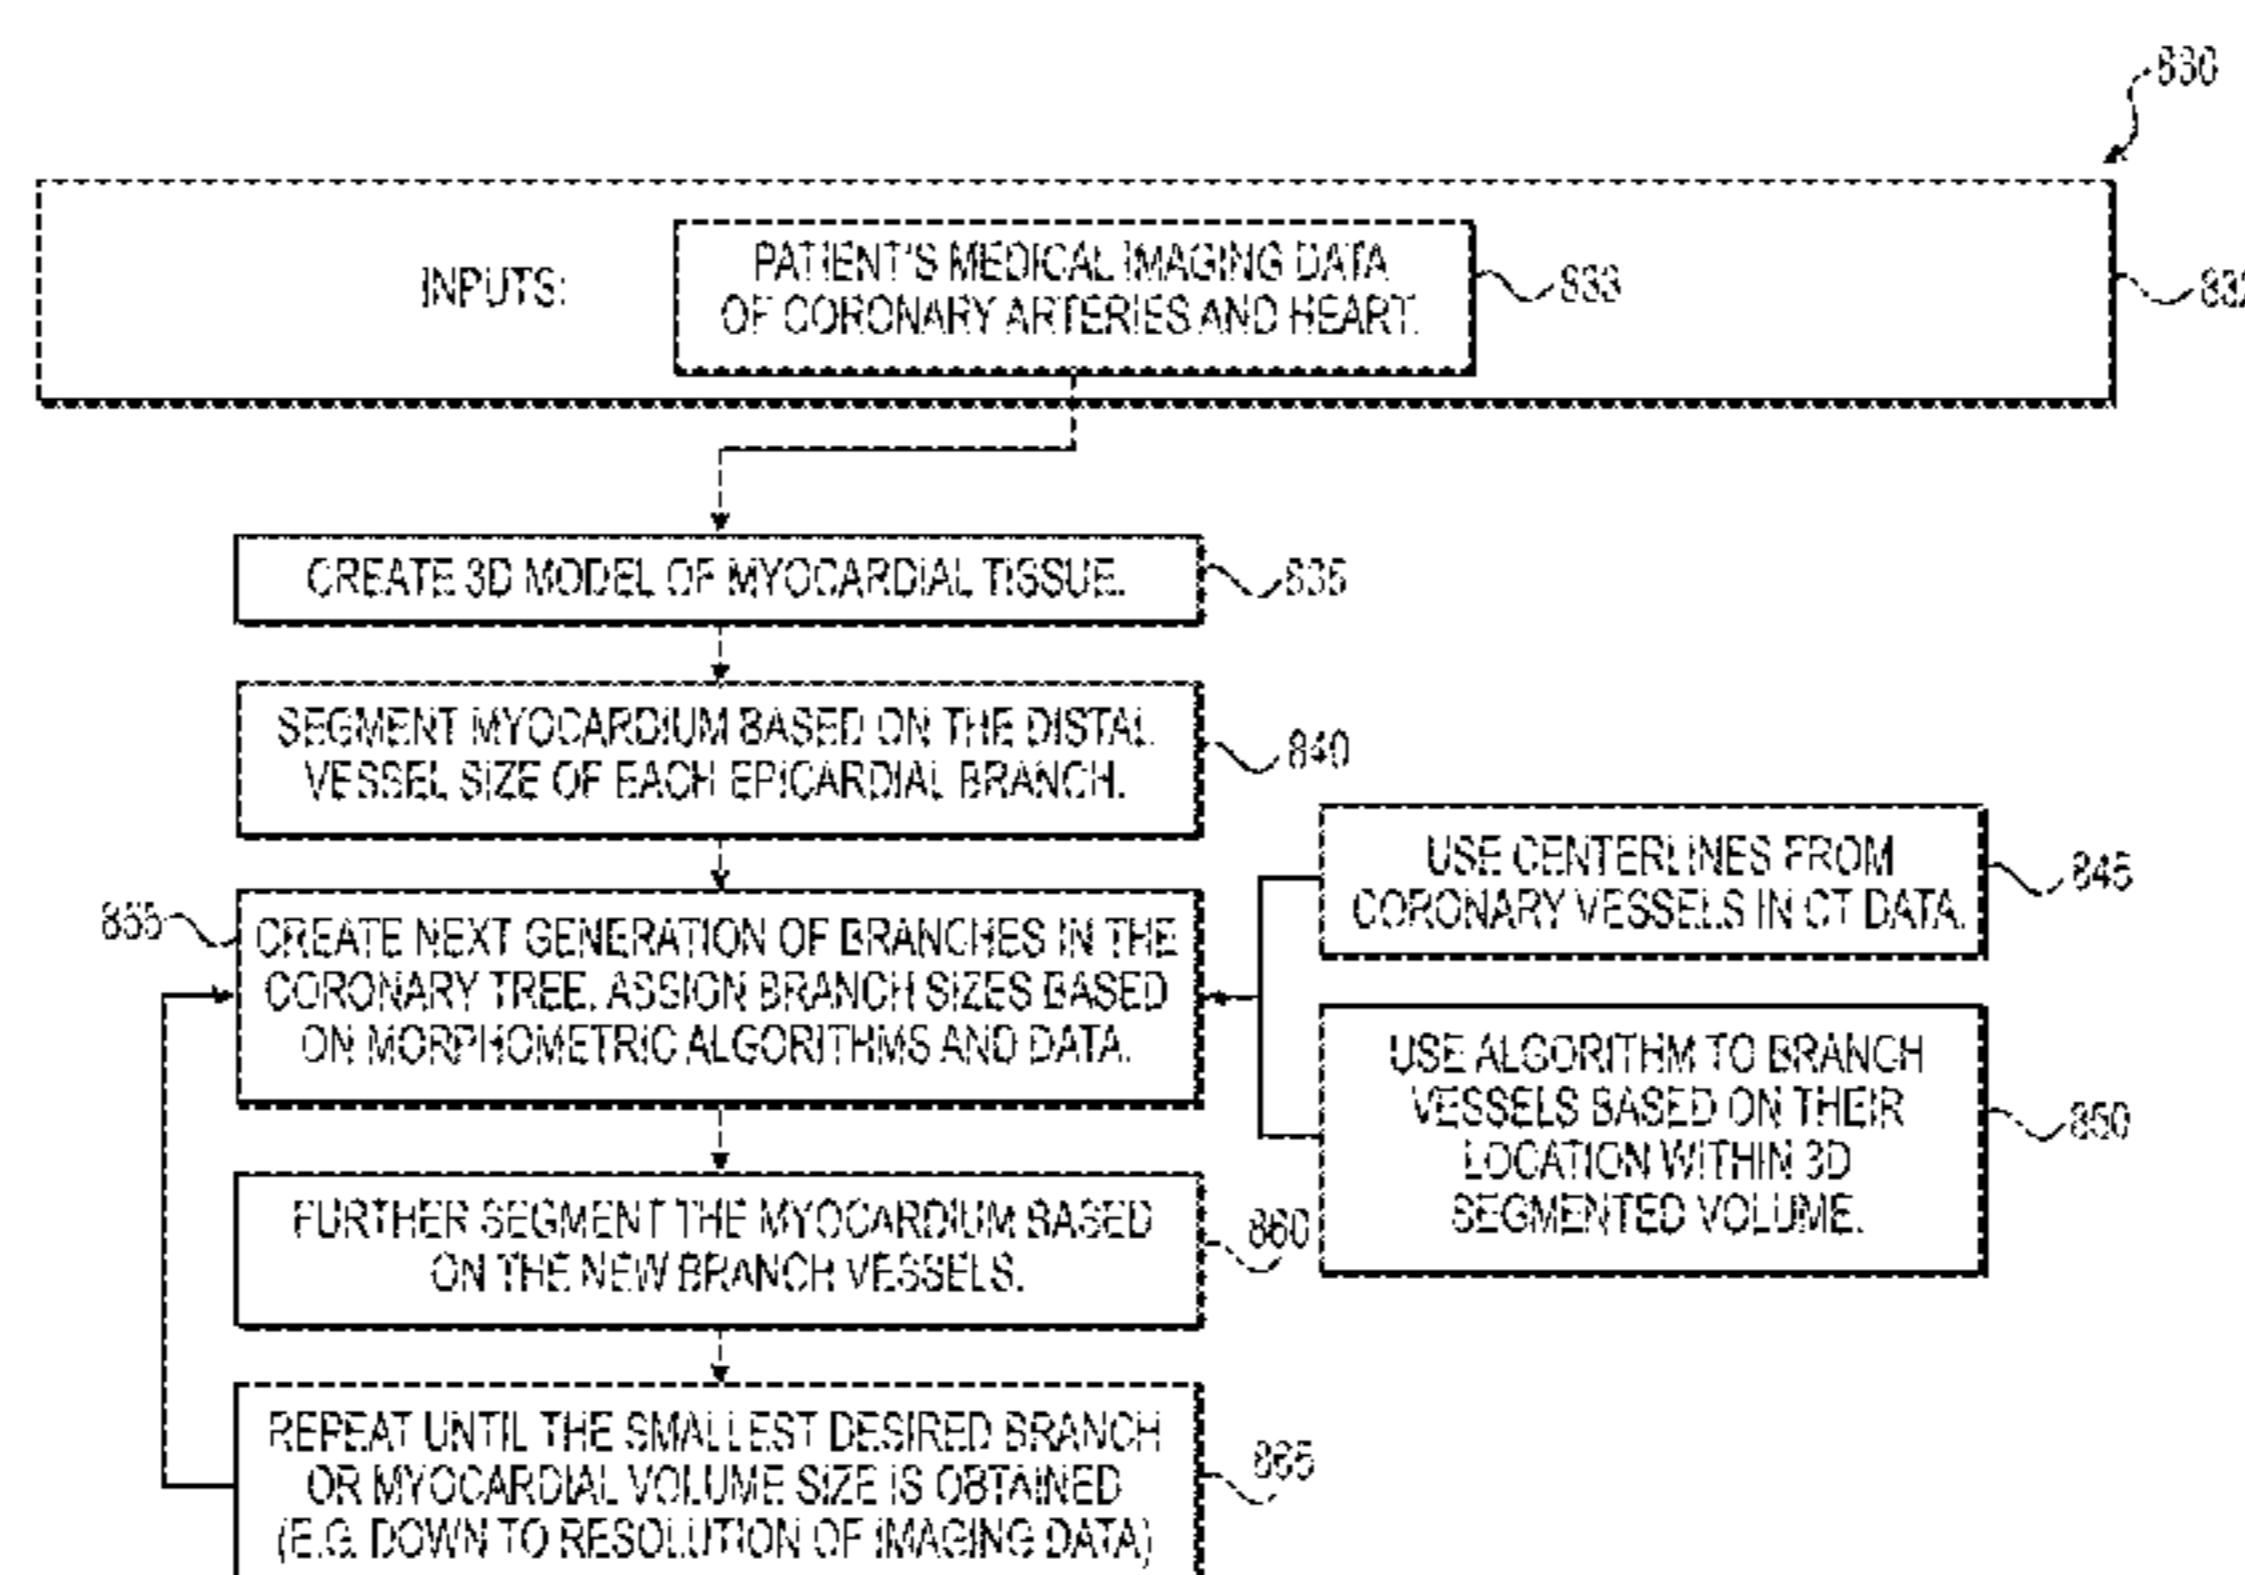 830
INPUTS:
PATIENT'S MEDICAL IMAGING DATA
OF CORONARY ARTERIES AND HEART.
833
832
CREATE 3D MODEL OF MYOCARDIAL TISSUE.
835
SEGMENT MYOCARDIUM BASED ON THE DISTAL
VESSEL SIZE OF EACH EPICARDIAL BRANCH.
840
USE CENTERLINES FROM
CORONARY VESSELS IN CT DATA.
845
855
CREATE NEXT GENERATION OF BRANCHES IN THE
CORONARY TREE. ASSIGN BRANCH SIZES BASED
ON MORPHOMETRIC ALGORITHMS AND DATA.
USE ALGORITHM TO BRANCH
VESSELS BASED ON THEIR
LOCATION WITHIN 3D
SEGMENTED VOLUME.
850
FURTHER SEGMENT THE MYOCARDIUM BASED
ON THE NEW BRANCH VESSELS.
860
REPEAT UNTIL THE SMALLEST DESIRED BRANCH
OR MYOCARDIAL VOLUME SIZE IS OBTAINED
(E.G. DOWN TO RESOLUTION OF IMAGING DATA)
865